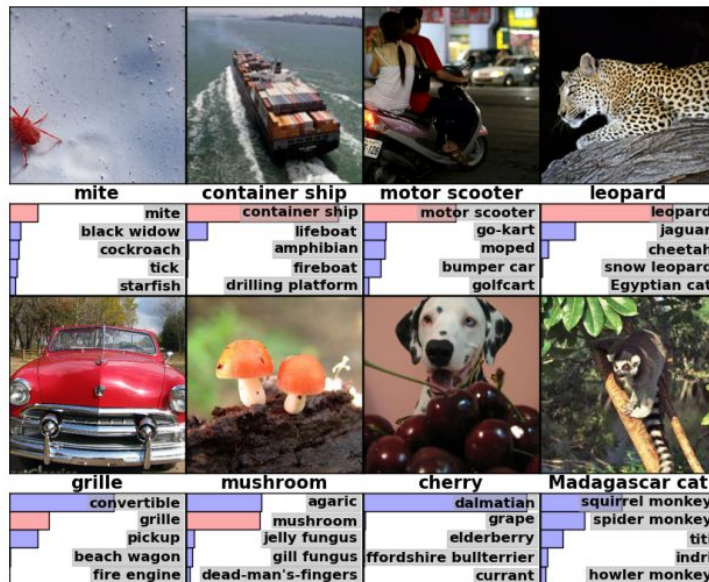 mite
container ship
motor scooter
leopard
mite
black widow
cockroach
tick
starfish
container ship
lifeboat
amphibian
fireboat
drilling platform
motor scooter
go-kart
moped
bumper car
golfcart
leopard
jaguar
cheetah
snow leopard
Egyptian cat
grille
mushroom
cherry
Madagascar cat
convertible
grille
pickup
beach wagon
fire engine
agaric
mushroom
jelly fungus
gill fungus
dead-man's-fingers
dalmatian
grape
elderberry
ffordshire bullterrier
currant
squirrel monkey
spider monkey
titi
indri
howler monkey